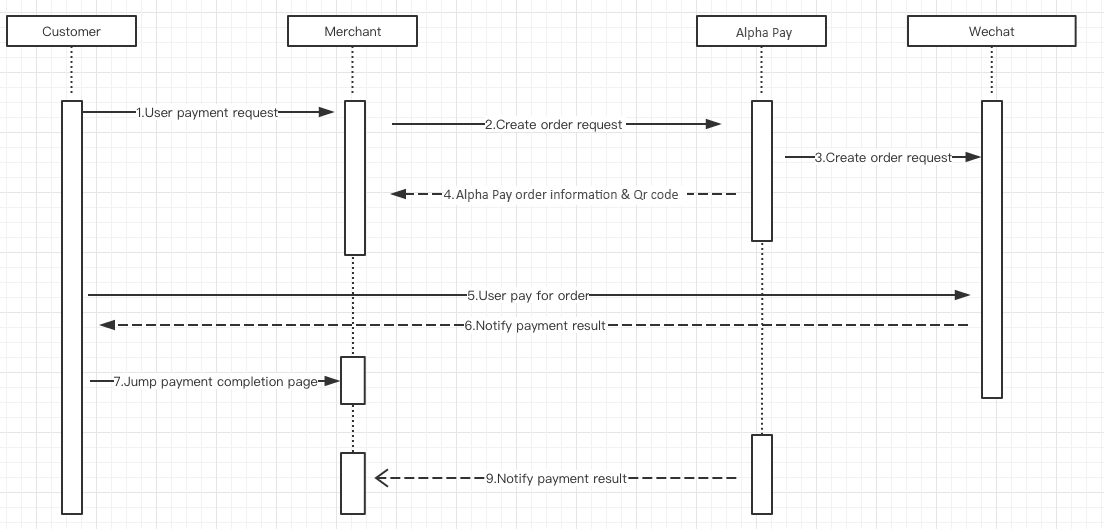 Customer
Merchant
Alpha Pay
Wechat
1.User payment request
2.Create order request
3.Create order request
4.Alpha Pay order information & Qr code
5.User pay for order
6.Notify payment result
7.Jump payment completion page
9.Notify payment result